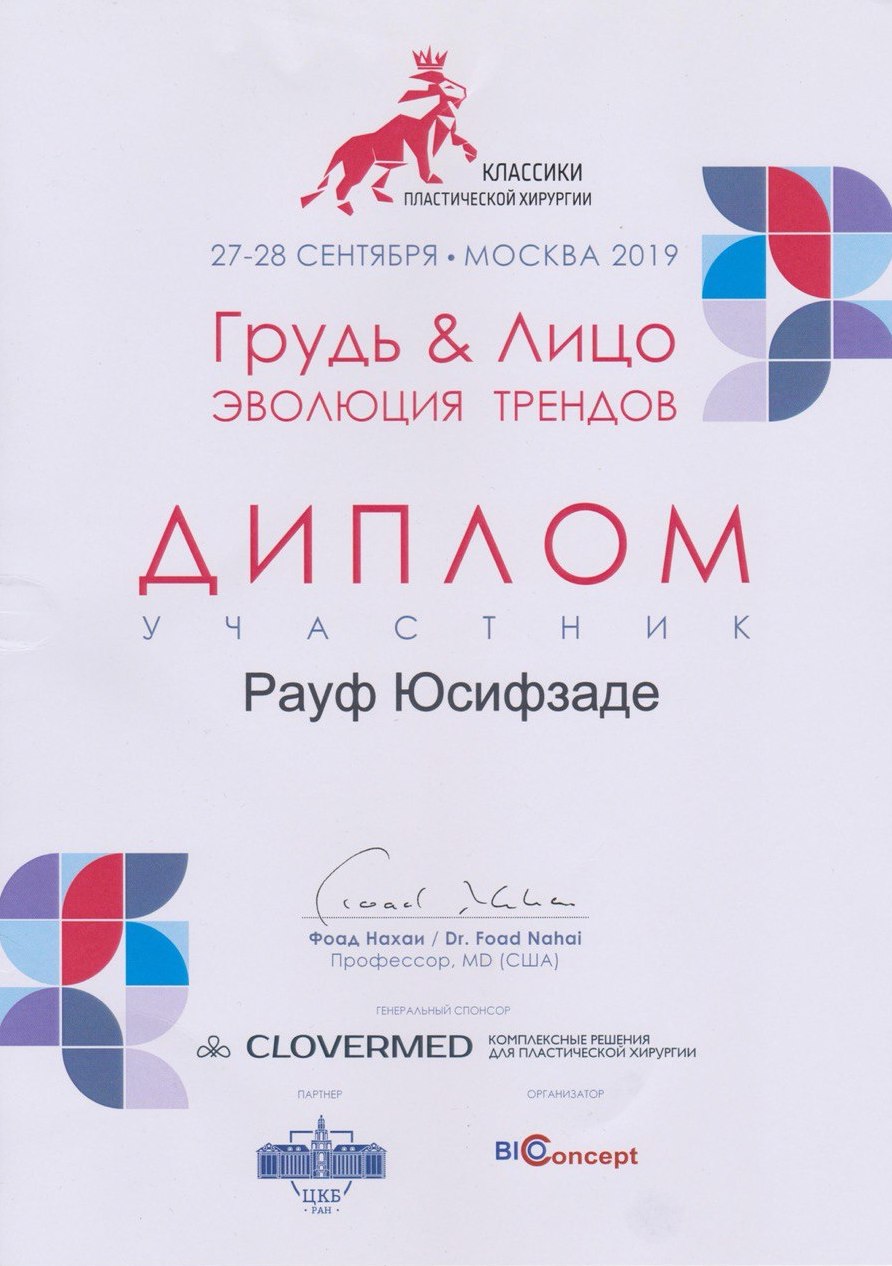 КЛАССИКИ
ПЛАСТИЧЕСКОЙ ХИРУРГИИ
27-28 СЕНТЯБРЯ • МОСКВА 2019
Грудь & Лицо
ЭВОЛЮЦИЯ ТРЕНДОВ
ДИПЛОМ
УЧАСТНИК
Рауф Юсифзаде
Foad Nahai
Фоад Нахаи / Dr. Foad Nahai
Профессор, MD (США)
ГЕНЕРАЛЬНЫЙ СПОНСОР
CLOVERMED
КОМПЛЕКСНЫЕ РЕШЕНИЯ
ДЛЯ ПЛАСТИЧЕСКОЙ ХИРУРГИИ
ПАРТНЕР
ОРГАНИЗАТОР
ЦКБ
• РАН •
BIOConcept